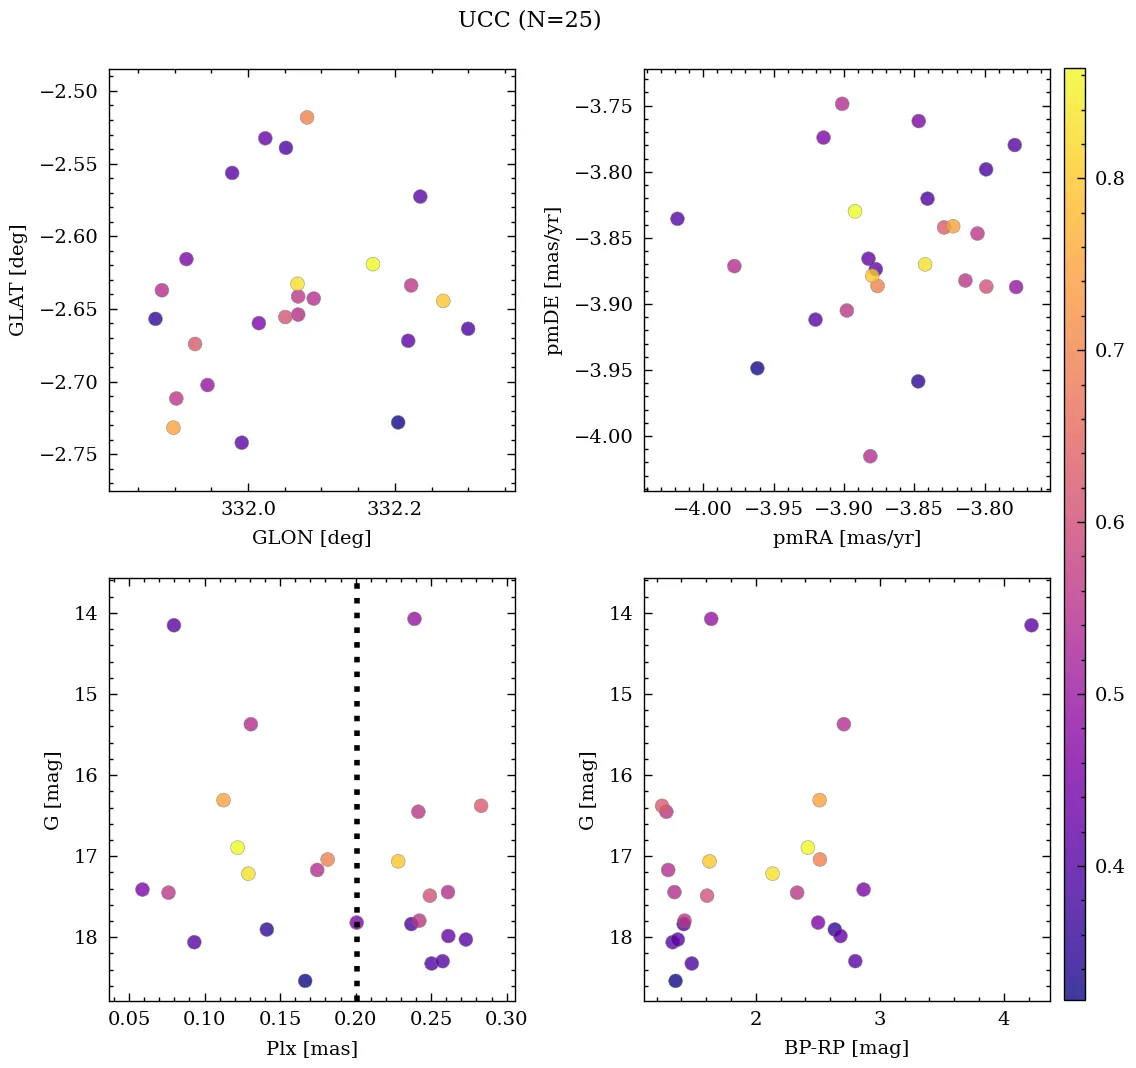 UCC (N=25)
−2.50
−2.55
−2.60
−2.65
−2.70
−2.75
GLAT [deg]
332.0 332.2
GLON [deg]
−3.75
−3.80
−3.85
−3.90
−3.95
−4.00
pmDE [mas/yr]
−4.00 −3.95 −3.90 −3.85 −3.80
pmRA [mas/yr]
0.8
0.7
0.6
0.5
0.4
14
15
16
17
18
G [mag]
0.05 0.10 0.15 0.20 0.25 0.30
Plx [mas]
14
15
16
17
18
G [mag]
2 3 4
BP-RP [mag]